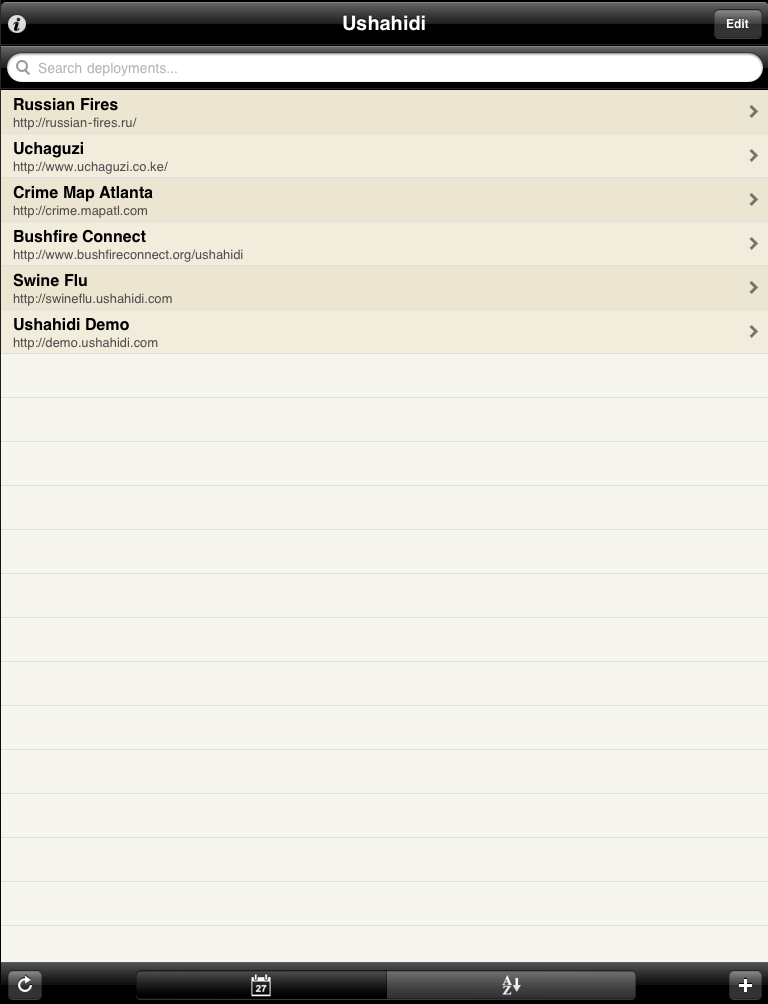 Ushahidi
Edit
Search deployments...
Russian Fires
http://russian-fires.ru/
Uchaguzi
http://www.uchaguzi.co.ke/
Crime Map Atlanta
http://crime.mapatl.com
Bushfire Connect
http://www.bushfireconnect.org/ushahidi
Swine Flu
http://swineflu.ushahidi.com
Ushahidi Demo
http://demo.ushahidi.com
27
A
Z